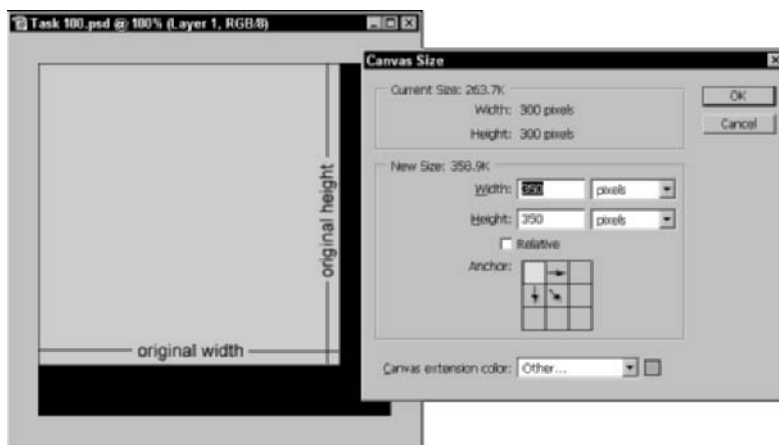 Task 100.psd @ 100% (Layer 1, RGB/8)
original height
original width
Canvas Size
Current Size: 263.7K
Width: 300 pixels
Height: 300 pixels
OK
Cancel
New Size: 358.9K
Width: 350 pixels
Height: 350 pixels
Relative
Anchor:
Canvas extension color: Other...